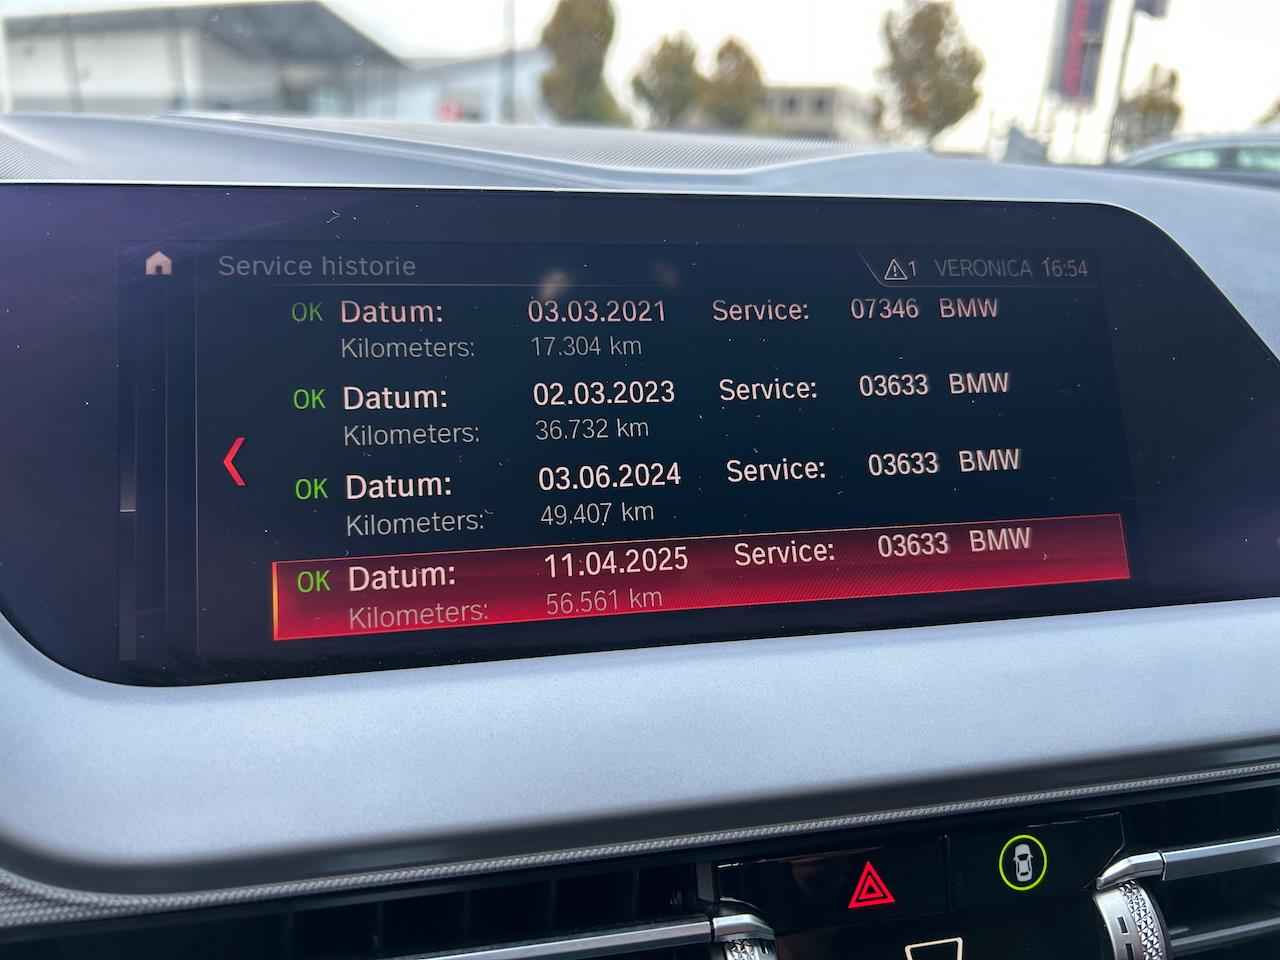 Service historie 1 VERONICA 16:54
OK Datum: 03.03.2021 Service: 07346 BMW
Kilometers: 17.304 km
OK Datum: 02.03.2023 Service: 03633 BMW
Kilometers: 36.732 km
OK Datum: 03.06.2024 Service: 03633 BMW
Kilometers: 49.407 km
OK Datum: 11.04.2025 Service: 03633 BMW
Kilometers: 56.561 km